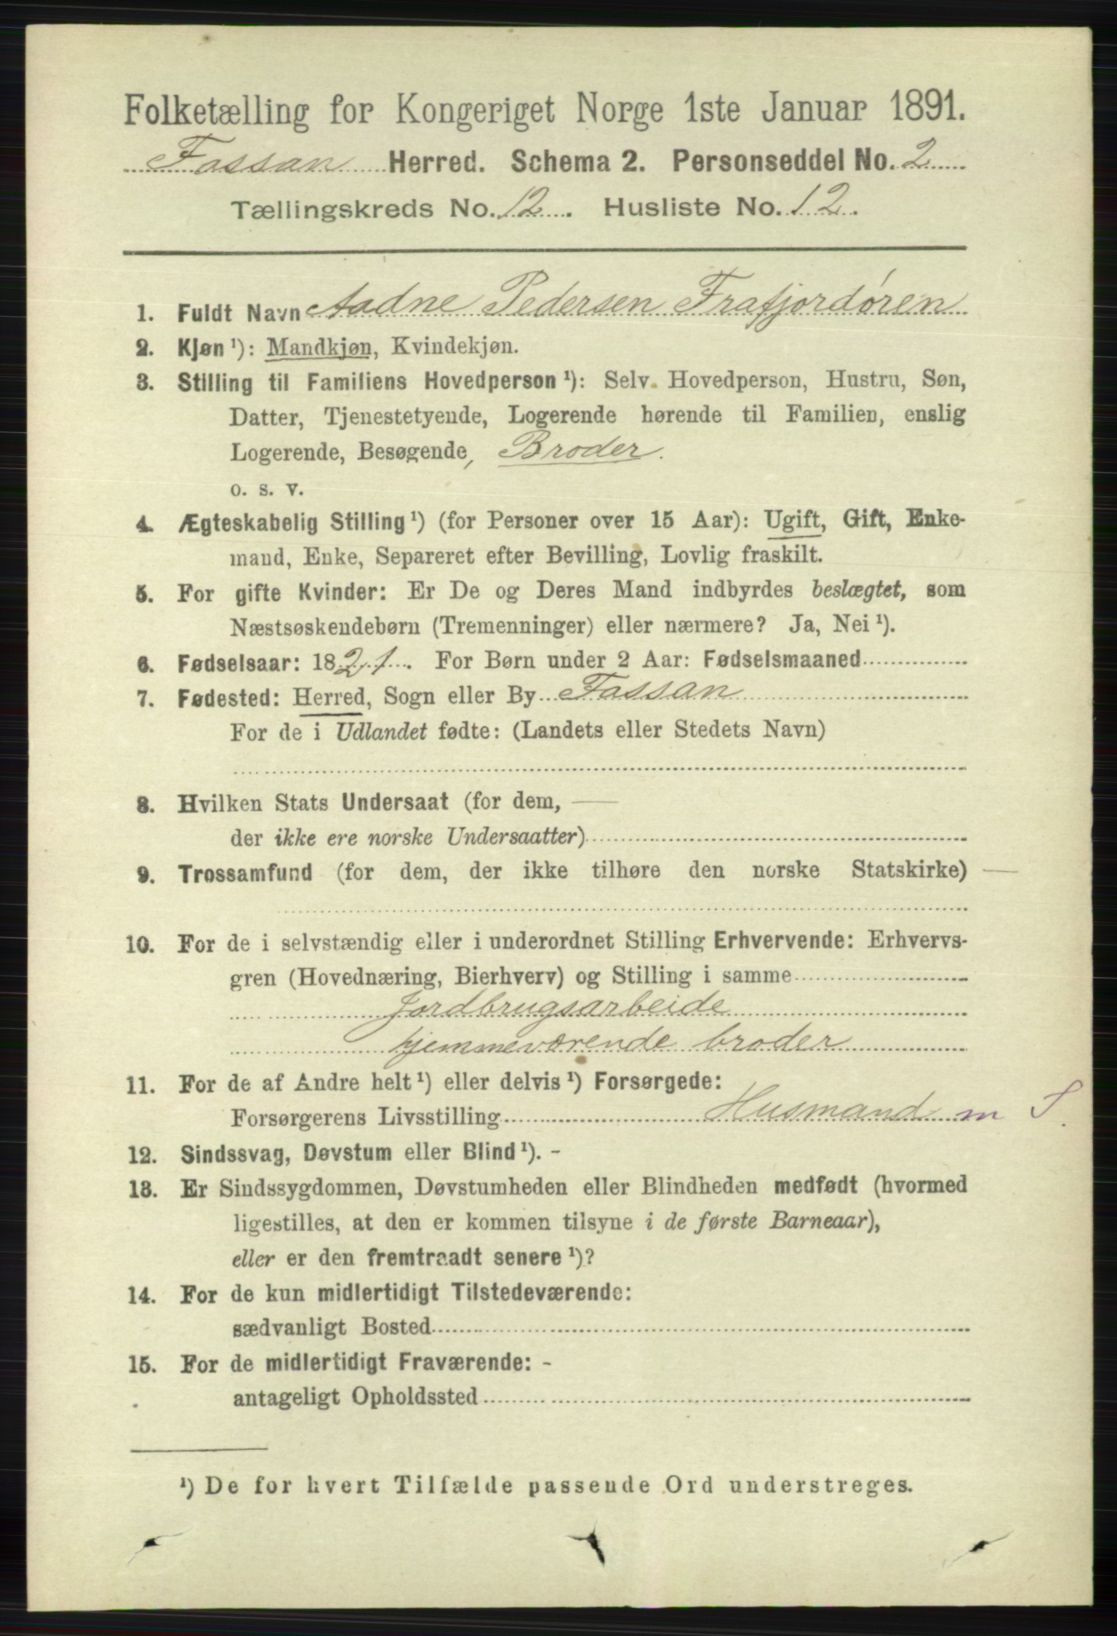 Folketælling for Kongeriget Norge 1ste Januar 1891.
Fossan Herred. Schema 2. Personseddel No. 2
Tællingskreds No. 12. Husliste No. 12.
1. Fuldt Navn Aadne Pedersen Frafjordøren
2. Kjøn ¹): Mandkjøn, Kvindekjøn.
3. Stilling til Familiens Hovedperson ¹): Selv Hovedperson, Hustru, Søn,
Datter, Tjenestetyende, Logerende hørende til Familien, enslig
Logerende, Besøgende, Broder.
o. s. v.
4. Ægteskabelig Stilling ¹) (for Personer over 15 Aar): Ugift, Gift, Enke-
mand, Enke, Separeret efter Bevilling, Lovlig fraskilt.
5. For gifte Kvinder: Er De og Deres Mand indbyrdes beslægtet, som
Næstsøskendebørn (Tremenninger) eller nærmere? Ja, Nei ¹).
6. Fødselsaar: 1821. For Børn under 2 Aar: Fødselsmaaned
7. Fødested: Herred, Sogn eller By Fossan
For de i Udlandet fødte: (Landets eller Stedets Navn)
8. Hvilken Stats Undersaat (for dem, —
der ikke ere norske Undersaatter)
9. Trossamfund (for dem, der ikke tilhøre den norske Statskirke) —
10. For de i selvstændig eller i underordnet Stilling Erhvervende: Erhvervs-
gren (Hovednæring, Bierhverv) og Stilling i samme
Jordbrugsarbeide
hjemmeværende broder
11. For de af Andre helt ¹) eller delvis ¹) Forsørgede:
Forsørgerens Livsstilling Husmand m J.
12. Sindssvag, Døvstum eller Blind ¹). -
13. Er Sindssygdommen, Døvstumheden eller Blindheden medfødt (hvormed
ligestilles, at den er kommen tilsyne i de første Barneaar),
eller er den fremtraadt senere ¹)?
14. For de kun midlertidigt Tilstedeværende:
sædvanligt Bosted
15. For de midlertidigt Fraværende: -
antageligt Opholdssted
¹) De for hvert Tilfælde passende Ord understreges.